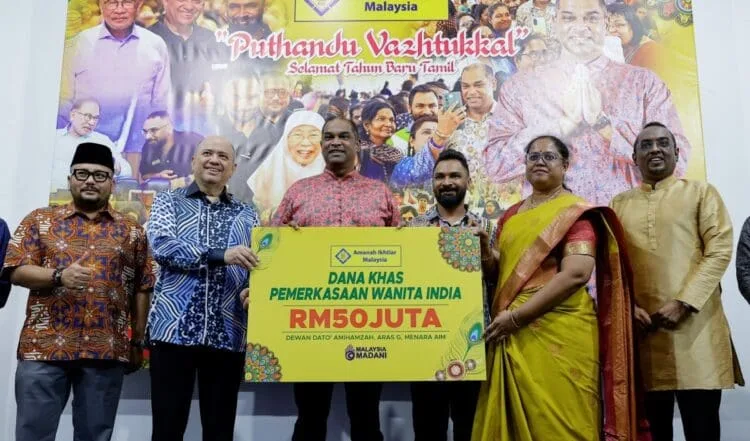 Malaysia
"Puthandu Vazhtukkal"
Selamat Tahun Baru Tamil
Amanah Ikhtiar
Malaysia
DANA KHAS
PEMERKASAAN WANITA INDIA
RM50JUTA
DEWAN DATO' AMIHAMZAH, ARAS G, MENARA AIM
MALAYSIA
MADANI